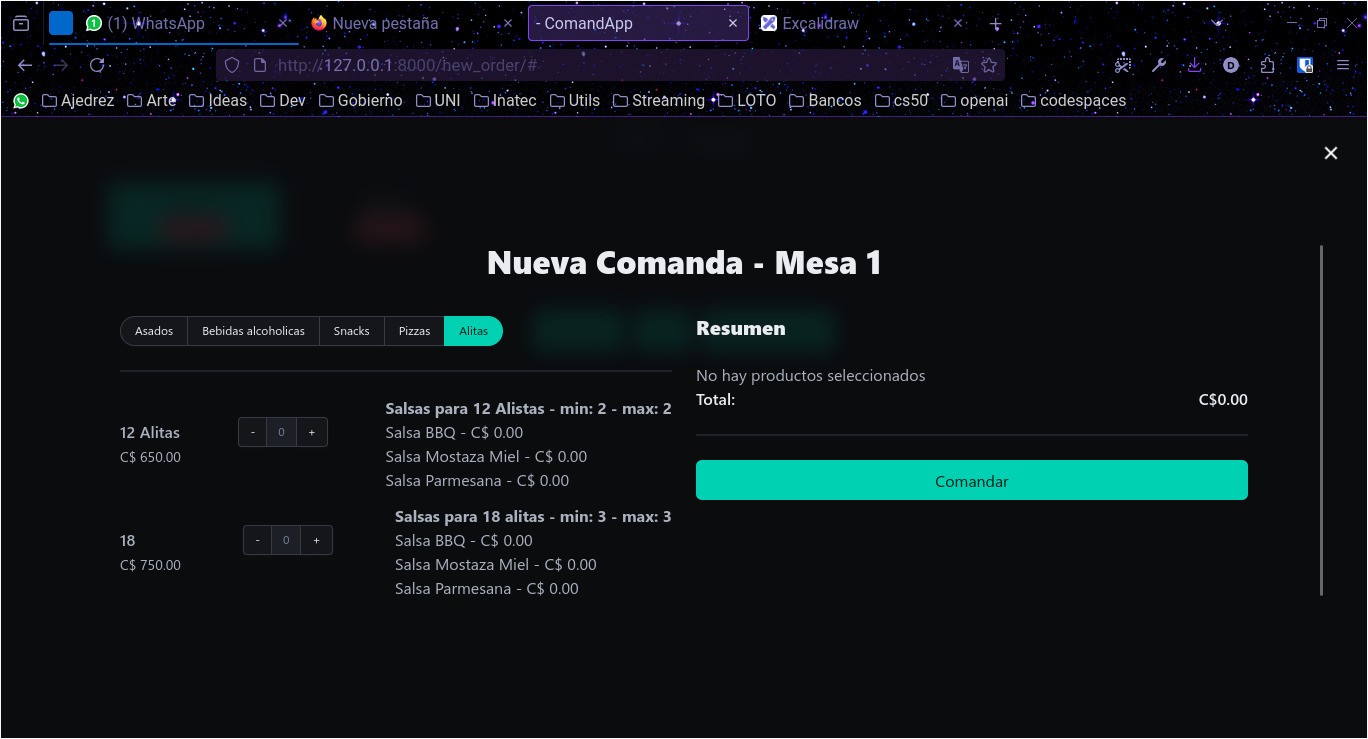 (1) WhatsApp
Nueva pestaña
- ComandApp
Excalidraw
http://127.0.0.1:8000/new_order/#
Ajedrez
Arte
Ideas
Dev
Gobierno
UNI
Inatec
Utils
Streaming
LOTO
Bancos
cs50
openai
codespaces
Nueva Comanda - Mesa 1
Asados
Bebidas alcoholicas
Snacks
Pizzas
Alitas
12 Alitas
C$ 650.00
- 0 +
Salsas para 12 Alistas - min: 2 - max: 2
Salsa BBQ - C$ 0.00
Salsa Mostaza Miel - C$ 0.00
Salsa Parmesana - C$ 0.00
18
C$ 750.00
- 0 +
Salsas para 18 alitas - min: 3 - max: 3
Salsa BBQ - C$ 0.00
Salsa Mostaza Miel - C$ 0.00
Salsa Parmesana - C$ 0.00
Resumen
No hay productos seleccionados
Total: C$0.00
Comandar